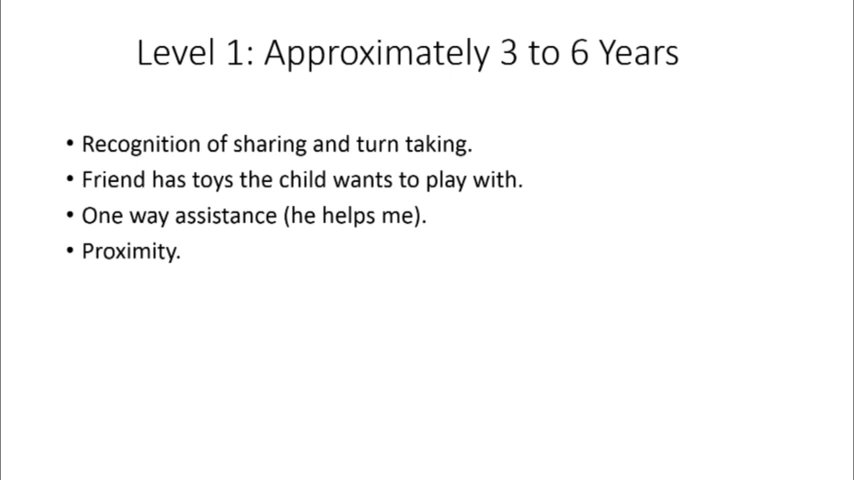 Level 1: Approximately 3 to 6 Years
• Recognition of sharing and turn taking.
• Friend has toys the child wants to play with.
• One way assistance (he helps me).
• Proximity.